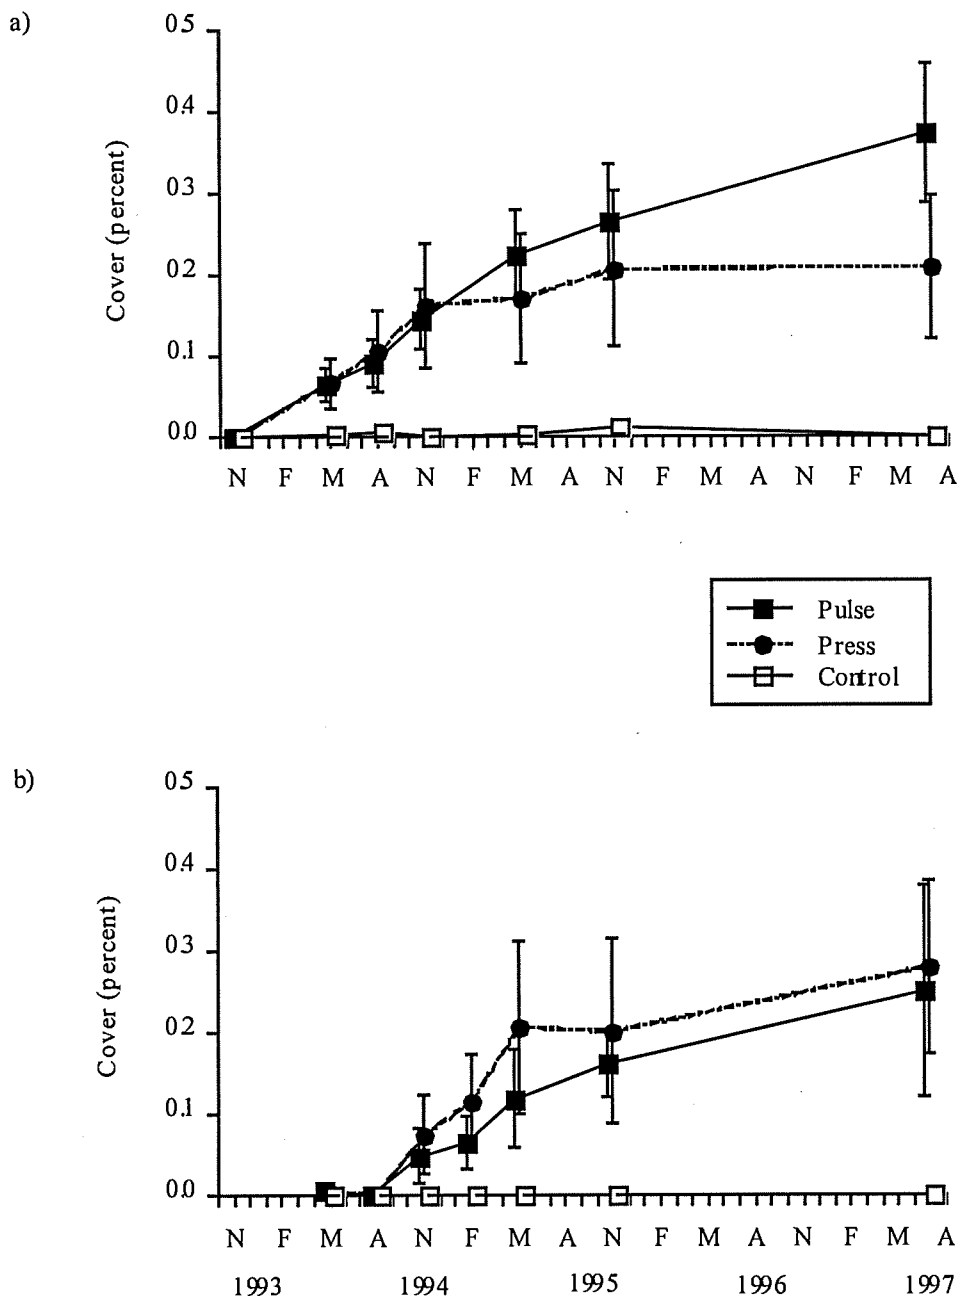 a)
0.5
0.4
0.3
0.2
0.1
0.0
Cover (percent)
N F M A N F M A N F M A N F M A
Pulse
Press
Control
b)
0.5
0.4
0.3
0.2
0.1
0.0
Cover (percent)
N F M A N F M A N F M A N F M A
1993 1994 1995 1996 1997